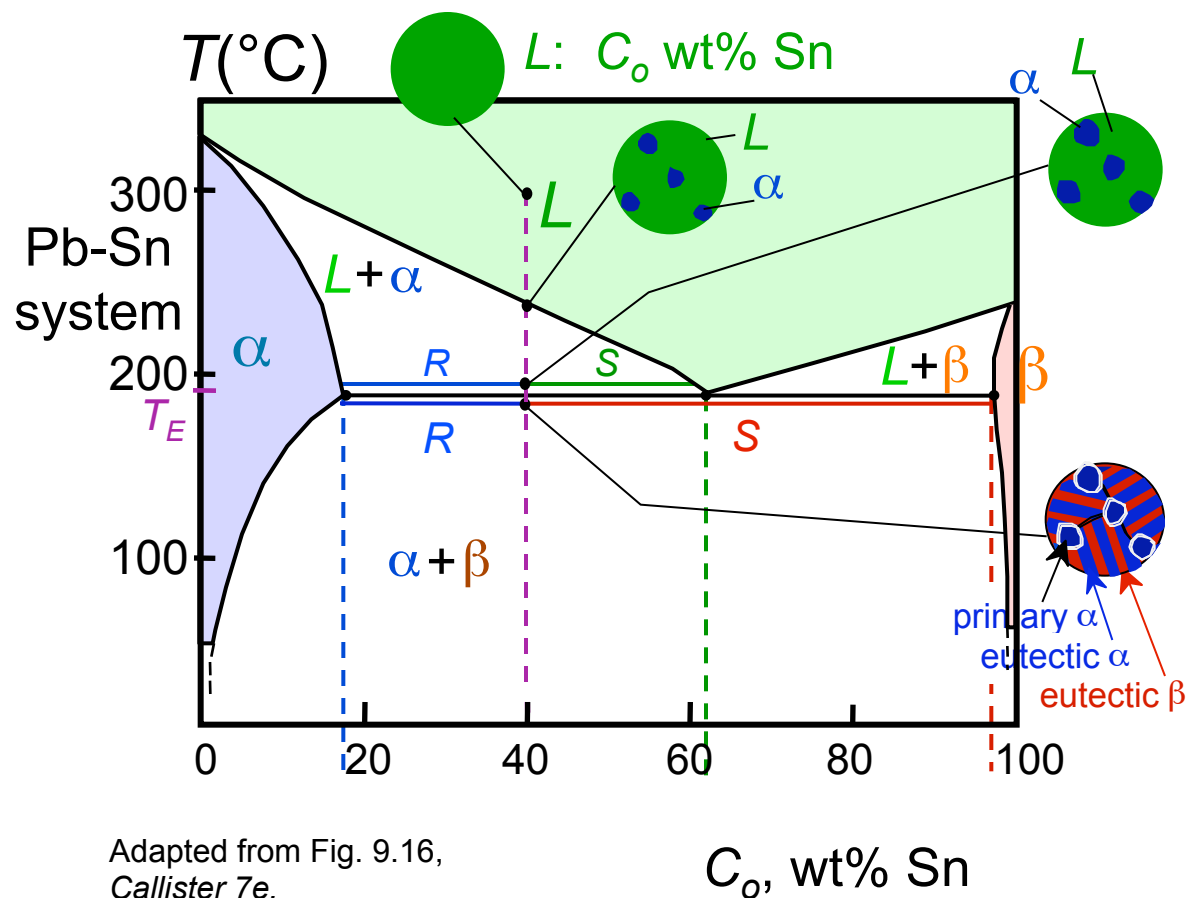 T(°C)
L: Co wt% Sn
α
L
L
α
300
L
Pb-Sn
system
L+α
α
200
R
S
L+β
β
TE
R
S
100
α+β
primary α
eutectic α
eutectic β
0
20
40
60
80
100
Adapted from Fig. 9.16,
Callister 7e.
Co, wt% Sn